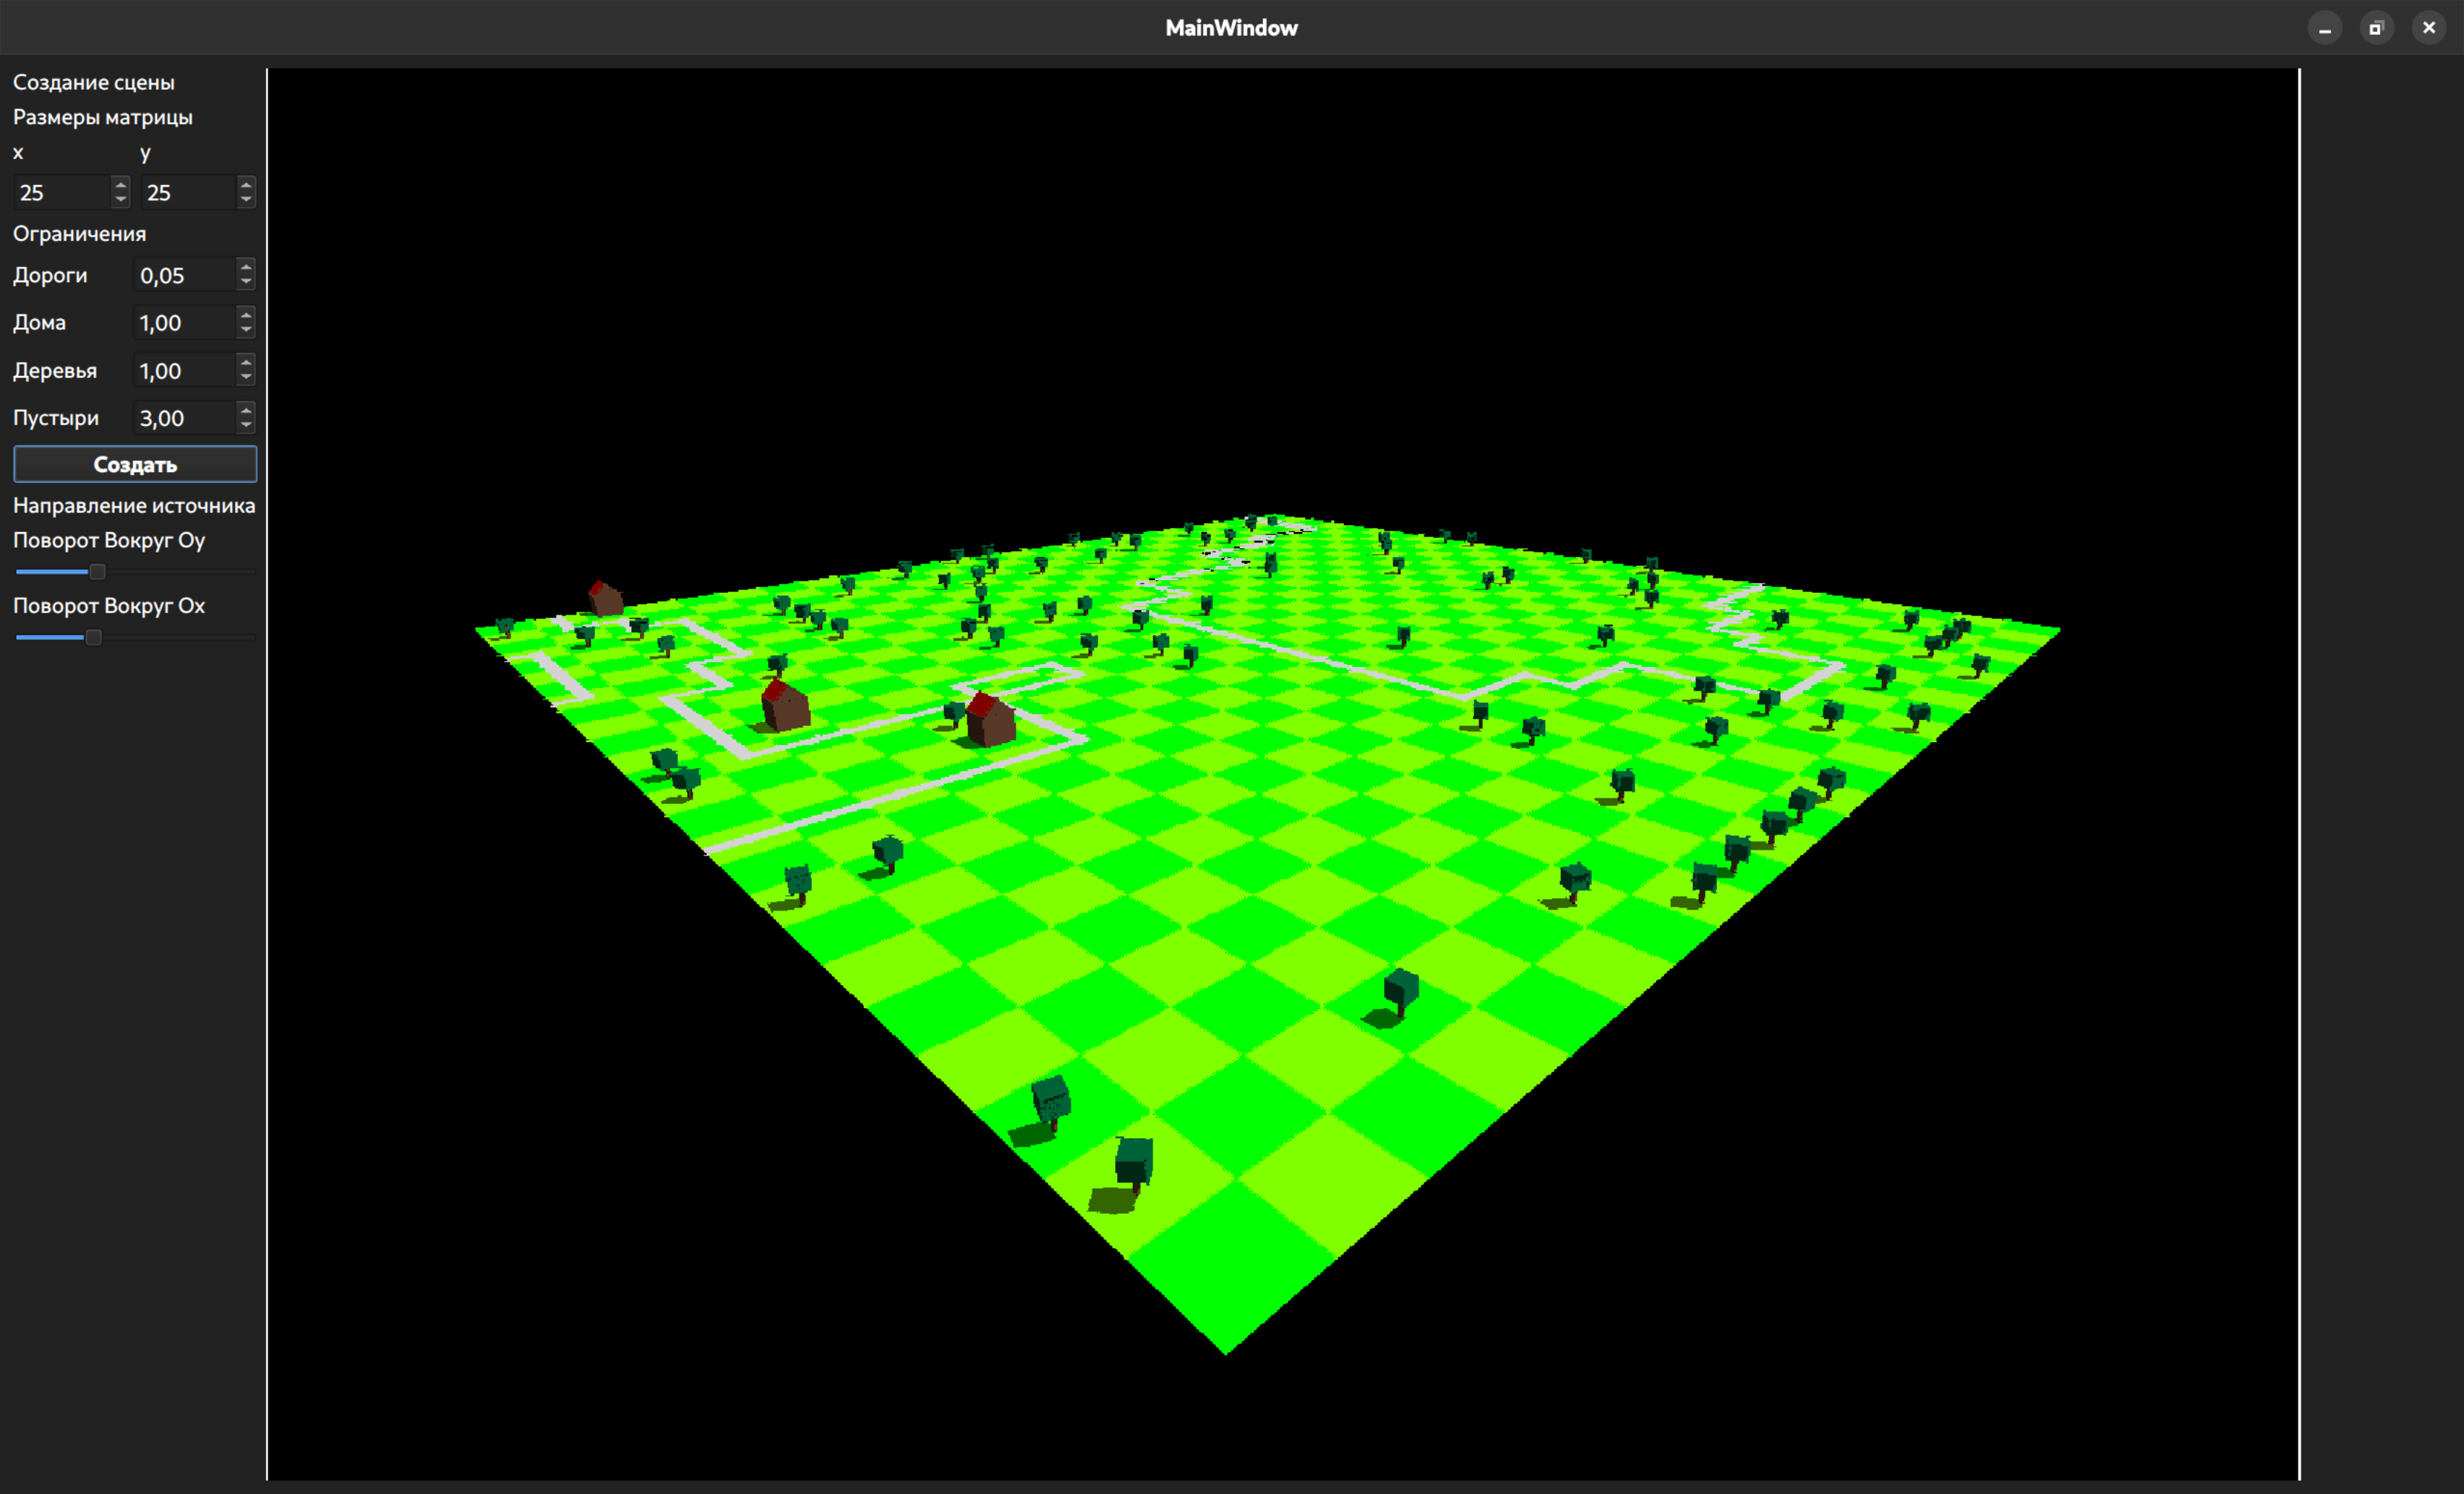 MainWindow
Создание сцены
Размеры матрицы
x y
25 25
Ограничения
Дороги 0,05
Дома 1,00
Деревья 1,00
Пустыри 3,00
Создать
Направление источника
Поворот Вокруг Oy
Поворот Вокруг Ox